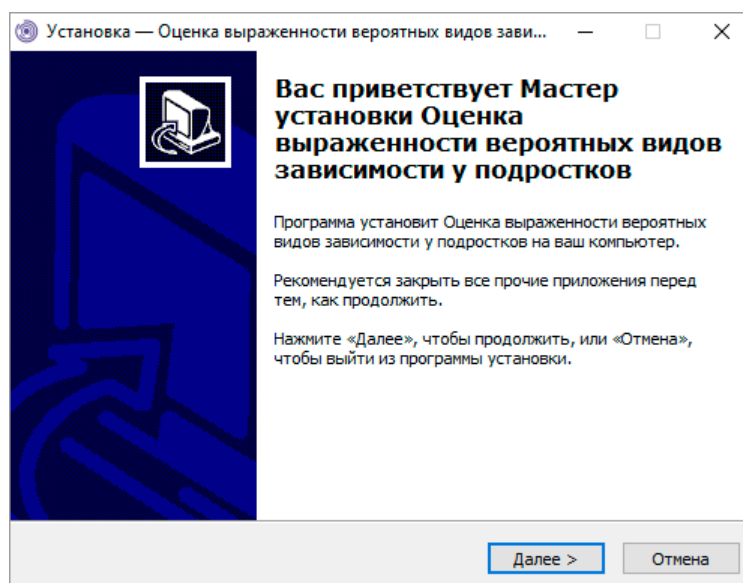 Установка — Оценка выраженности вероятных видов зави...
Вас приветствует Мастер
установки Оценка
выраженности вероятных видов
зависимости у подростков
Программа установит Оценка выраженности вероятных
видов зависимости у подростков на ваш компьютер.
Рекомендуется закрыть все прочие приложения перед
тем, как продолжить.
Нажмите «Далее», чтобы продолжить, или «Отмена»,
чтобы выйти из программы установки.
Далее >
Отмена